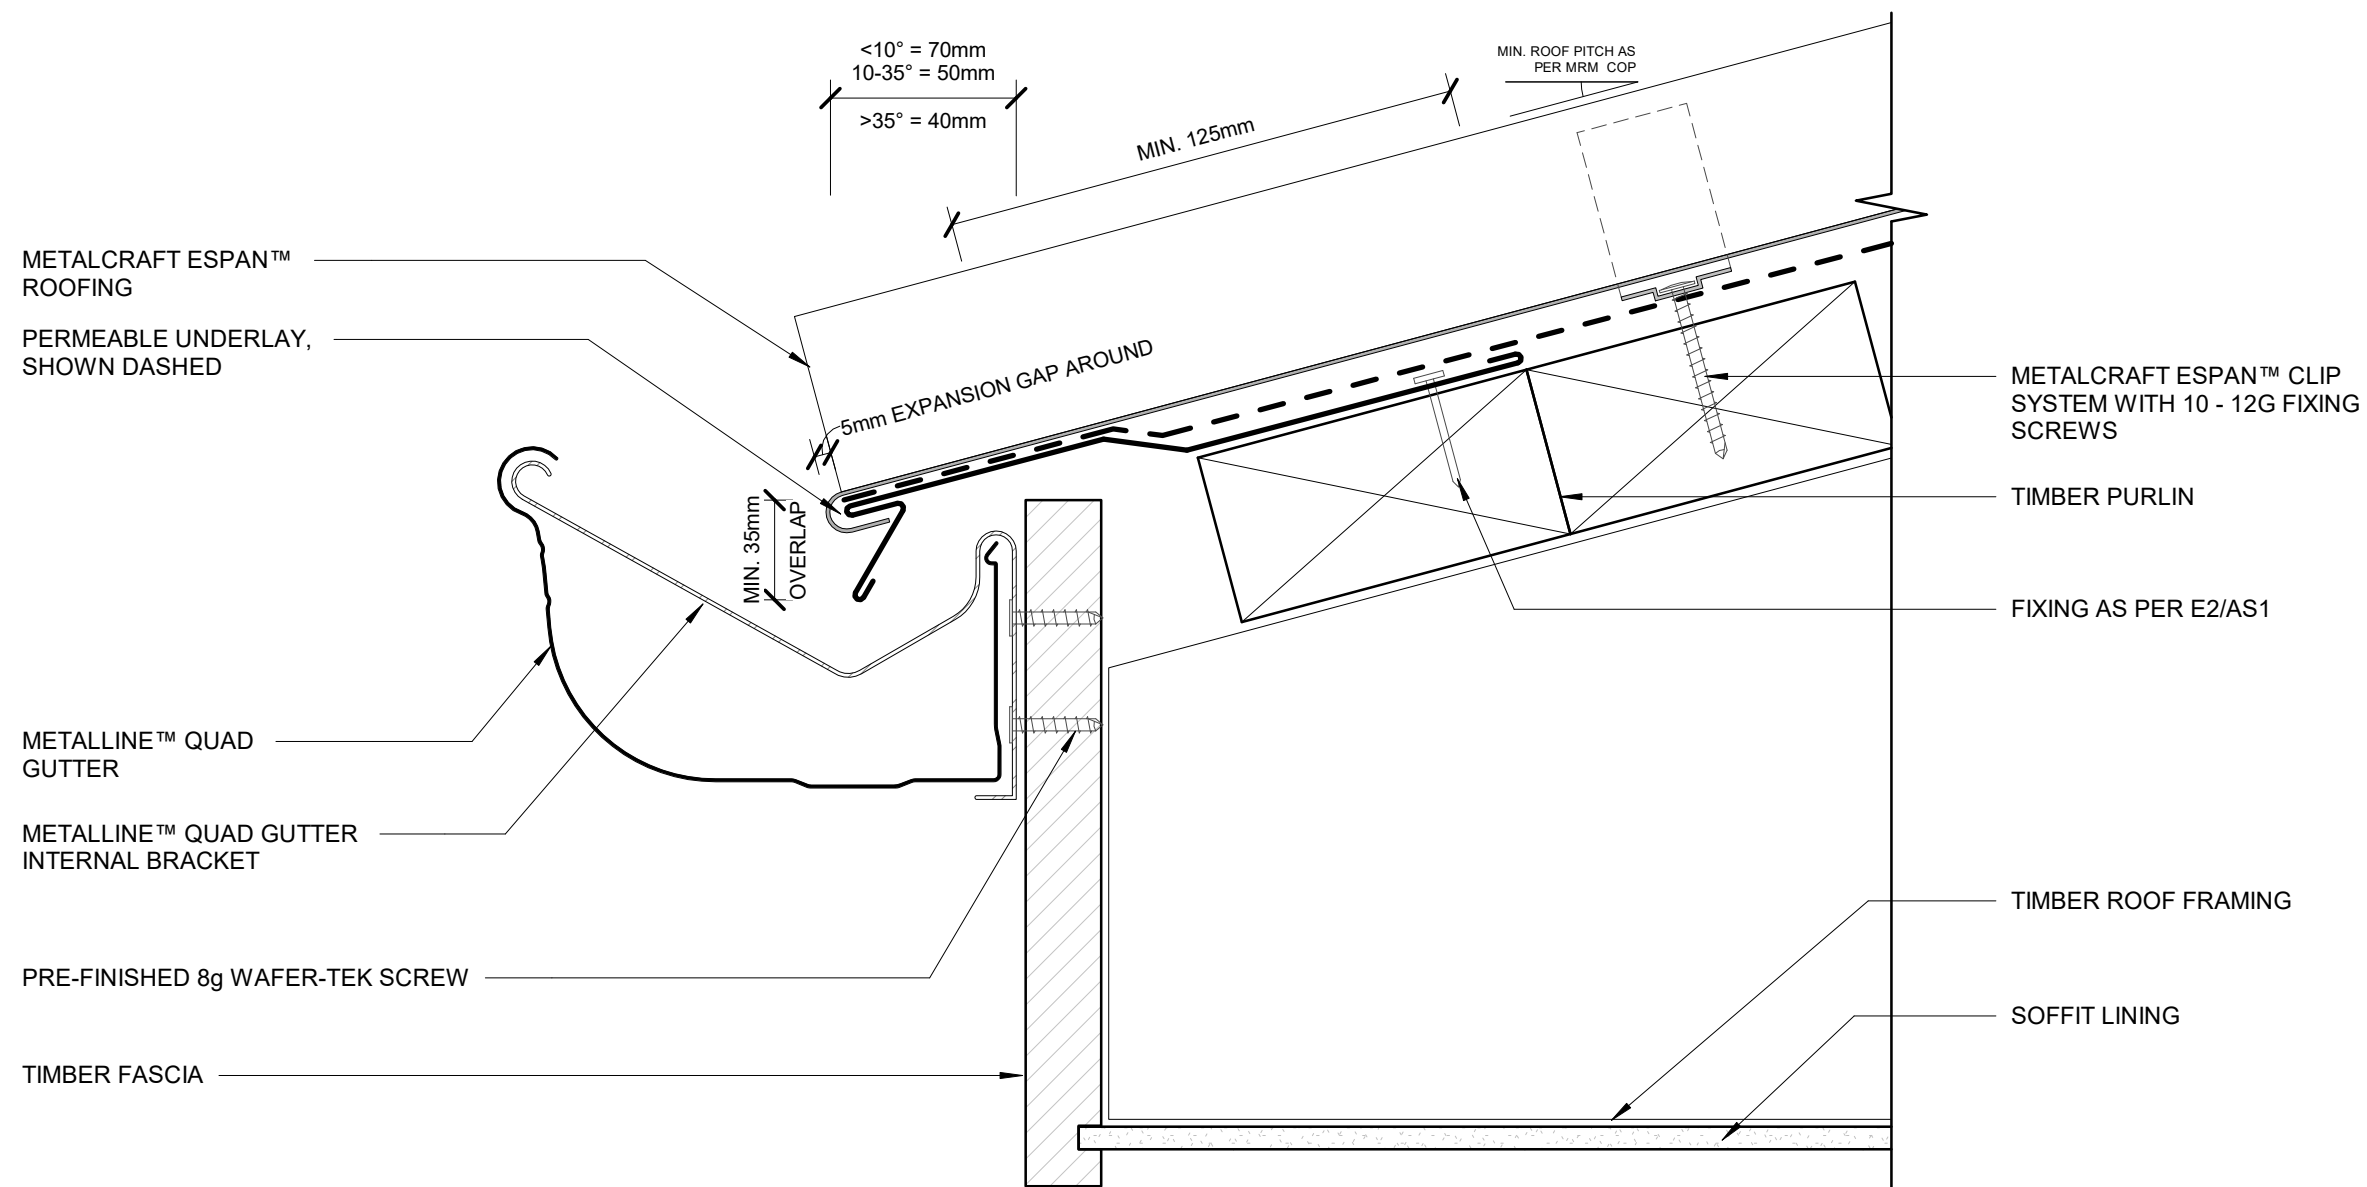 <10° = 70mm
10-35° = 50mm
>35° = 40mm
MIN. ROOF PITCH AS
PER MRM COP
MIN. 125mm
METALCRAFT ESPAN™
ROOFING
PERMEABLE UNDERLAY,
SHOWN DASHED
5mm EXPANSION GAP AROUND
MIN. 35mm
OVERLAP
METALCRAFT ESPAN™ CLIP
SYSTEM WITH 10 - 12G FIXING
SCREWS
TIMBER PURLIN
FIXING AS PER E2/AS1
METALLINE™ QUAD
GUTTER
METALLINE™ QUAD GUTTER
INTERNAL BRACKET
PRE-FINISHED 8g WAFER-TEK SCREW
TIMBER FASCIA
TIMBER ROOF FRAMING
SOFFIT LINING